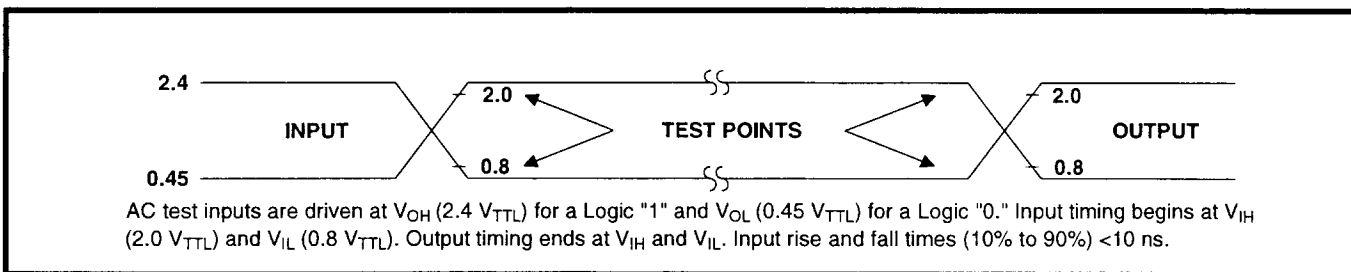 2.4
2.0
2.0
INPUT
TEST POINTS
OUTPUT
0.8
0.8
0.45
AC test inputs are driven at VOH (2.4 VTTL) for a Logic "1" and VOL (0.45 VTTL) for a Logic "0." Input timing begins at VIH
(2.0 VTTL) and VIL (0.8 VTTL). Output timing ends at VIH and VIL. Input rise and fall times (10% to 90%) <10 ns.